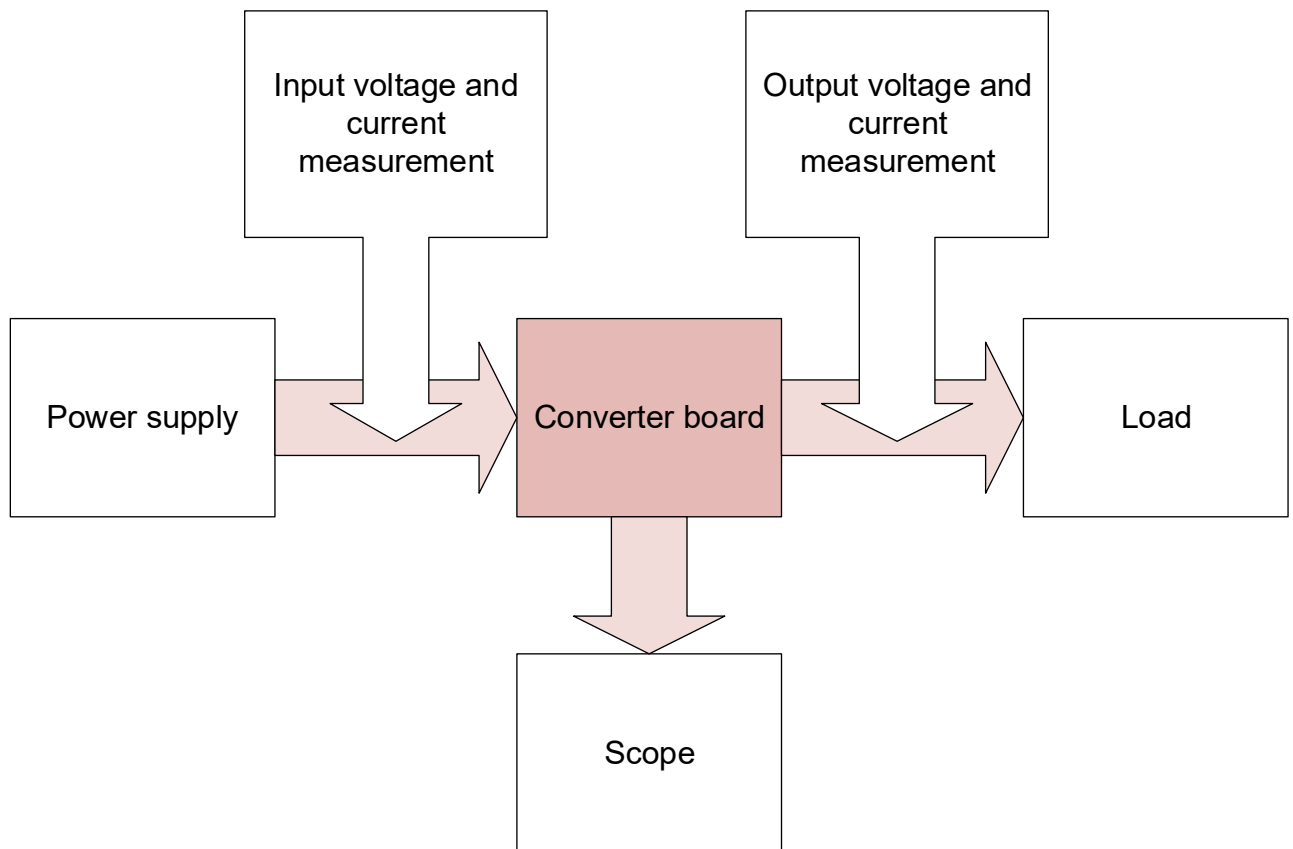 Input voltage and
current
measurement
Output voltage and
current
measurement
Power supply
Converter board
Load
Scope